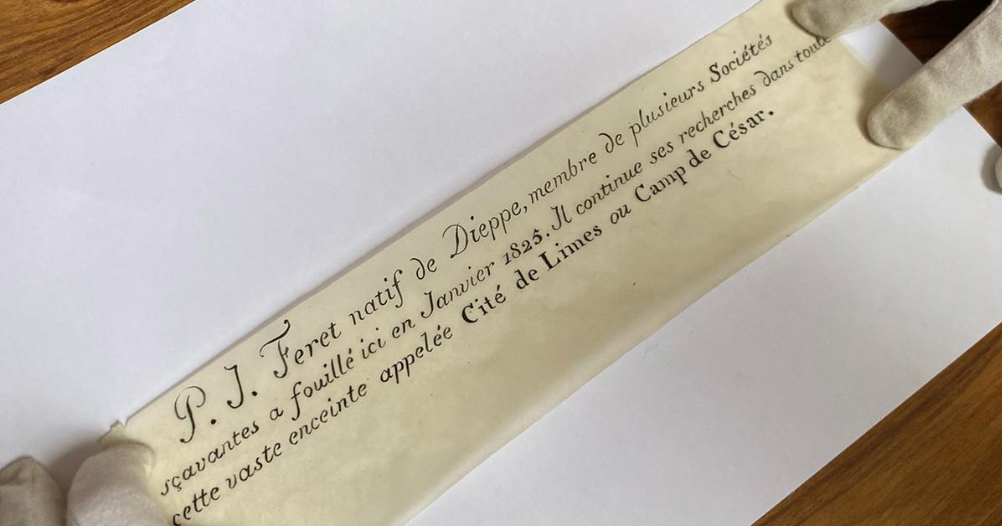 P. J. Feret natif de Dieppe, membre de plusieurs Sociétés
sçavantes a fouillé ici en Janvier 1825. Il continue ses recherches dans toute
cette vaste enceinte appelée Cité de Limes ou Camp de César.